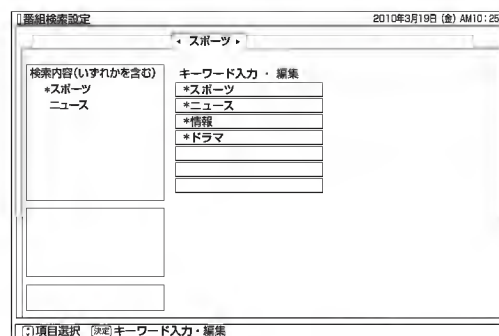 番組検索設定 2010年3月19日(金) AM10:25
スポーツ
検索内容(いずれかを含む)
*スポーツ
ニュース
キーワード入力 ・ 編集
*スポーツ
*ニュース
*情報
*ドラマ
項目選択 決定 キーワード入力・編集